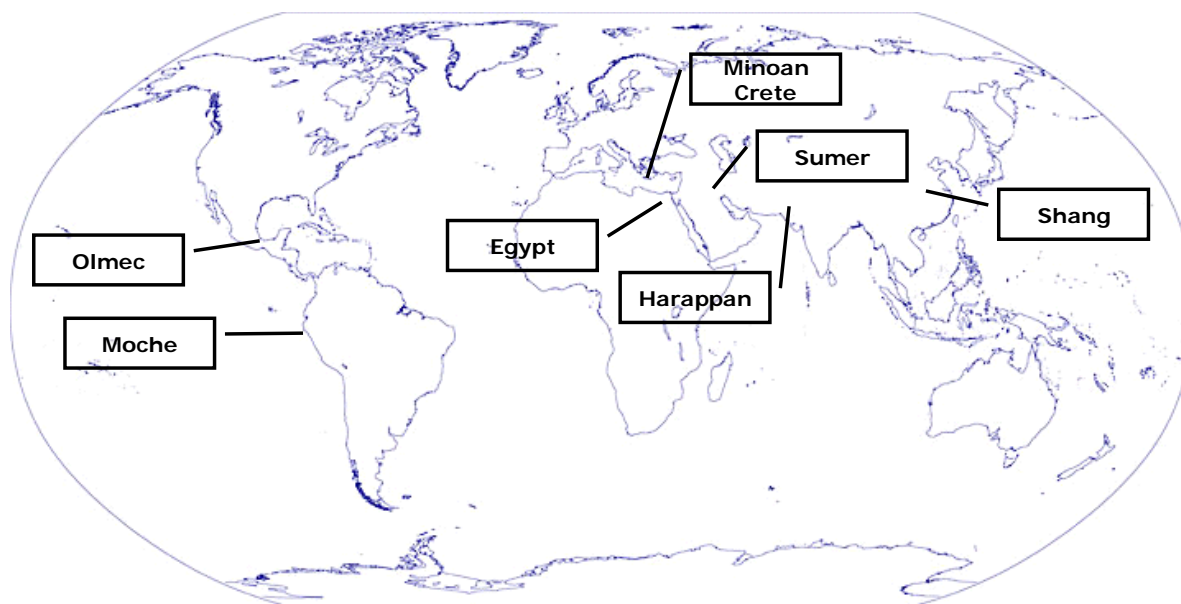 Minoan
Crete
Sumer
Shang
Egypt
Olmec
Harappan
Moche